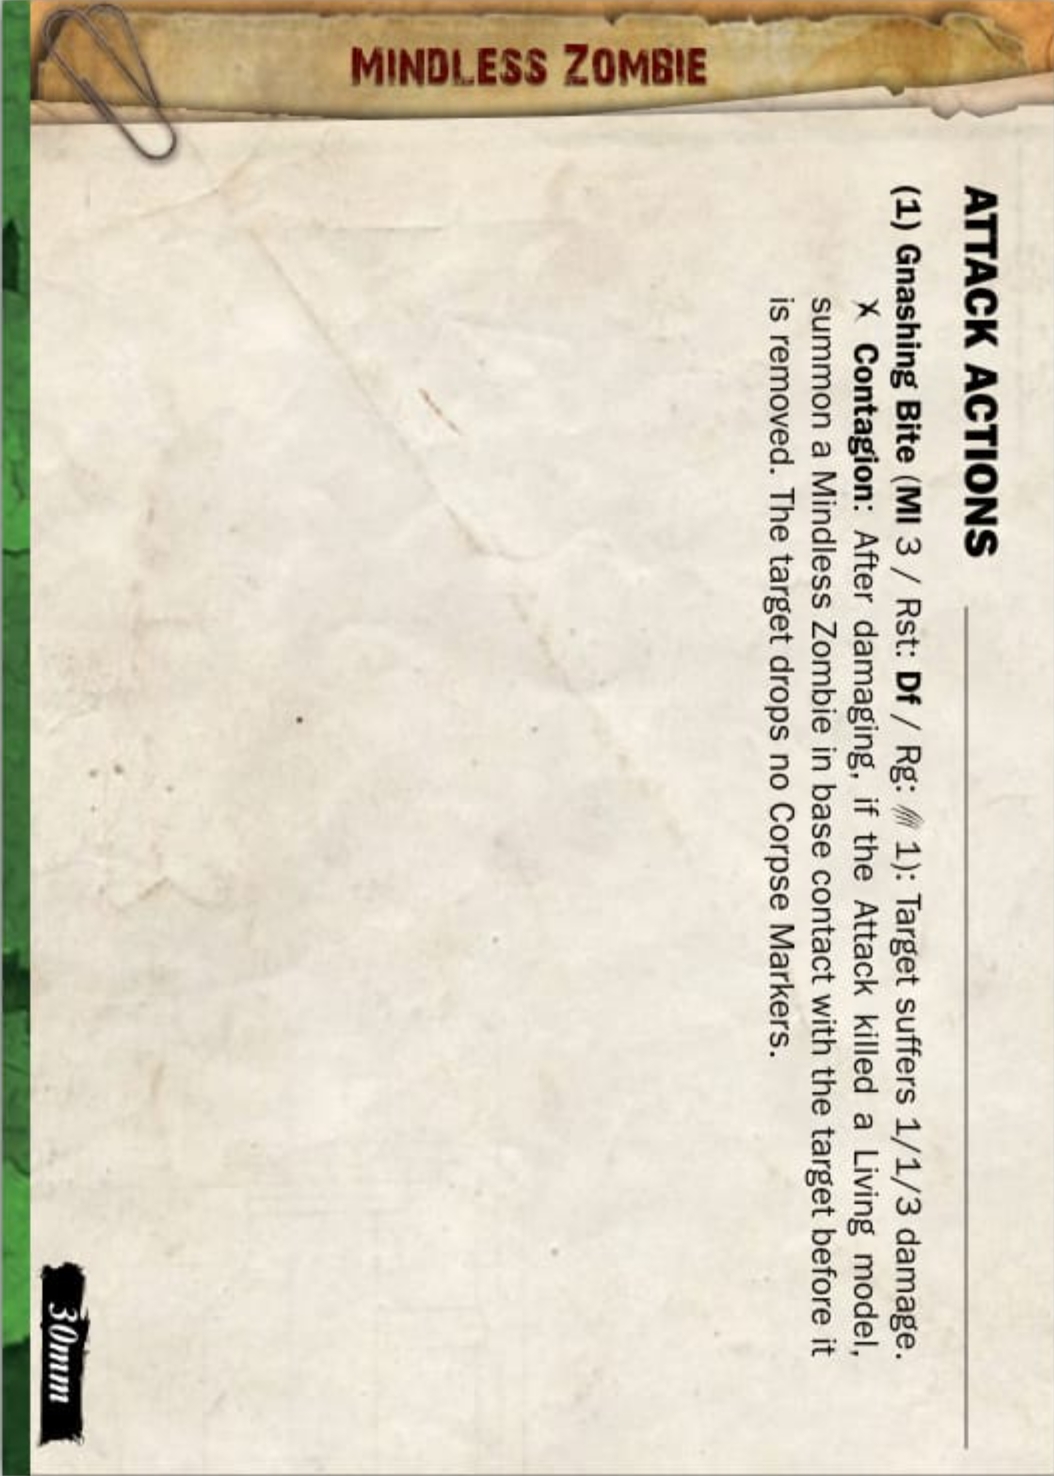 MINDLESS ZOMBIE
ATTACK ACTIONS
(1) Gnashing Bite (Ml 3 / Rst: Df / Rg: 1): Target suffers 1/1/3 damage.
Contagion: After damaging, if the Attack killed a Living model,
summon a Mindless Zombie in base contact with the target before it
is removed. The target drops no Corpse Markers.
30mm